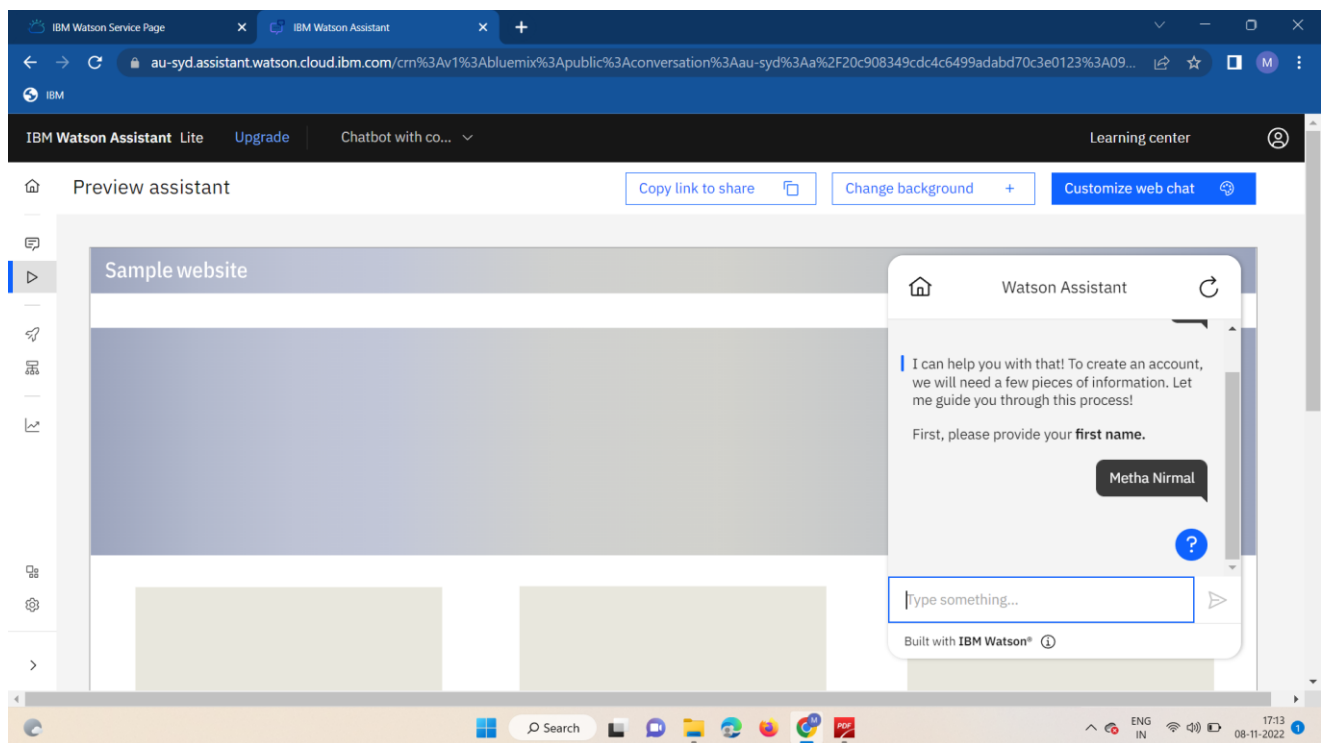 IBM Watson Service Page
IBM Watson Assistant
au-syd.assistant.watson.cloud.ibm.com/crn%3Av1%3Abluemix%3Apublic%3Aconversation%3Aau-syd%3Aa%2F20c908349cdc4c6499adabd70c3e0123%3A09...
M
IBM
IBM Watson Assistant Lite Upgrade Chatbot with co... Learning center
Preview assistant Copy link to share Change background + Customize web chat
Sample website
Watson Assistant
I can help you with that! To create an account,
we will need a few pieces of information. Let
me guide you through this process!
First, please provide your first name.
Metha Nirmal
?
Type something...
Built with IBM Watson®
Search
M
PDF
ENG
IN
17:13
08-11-2022
1